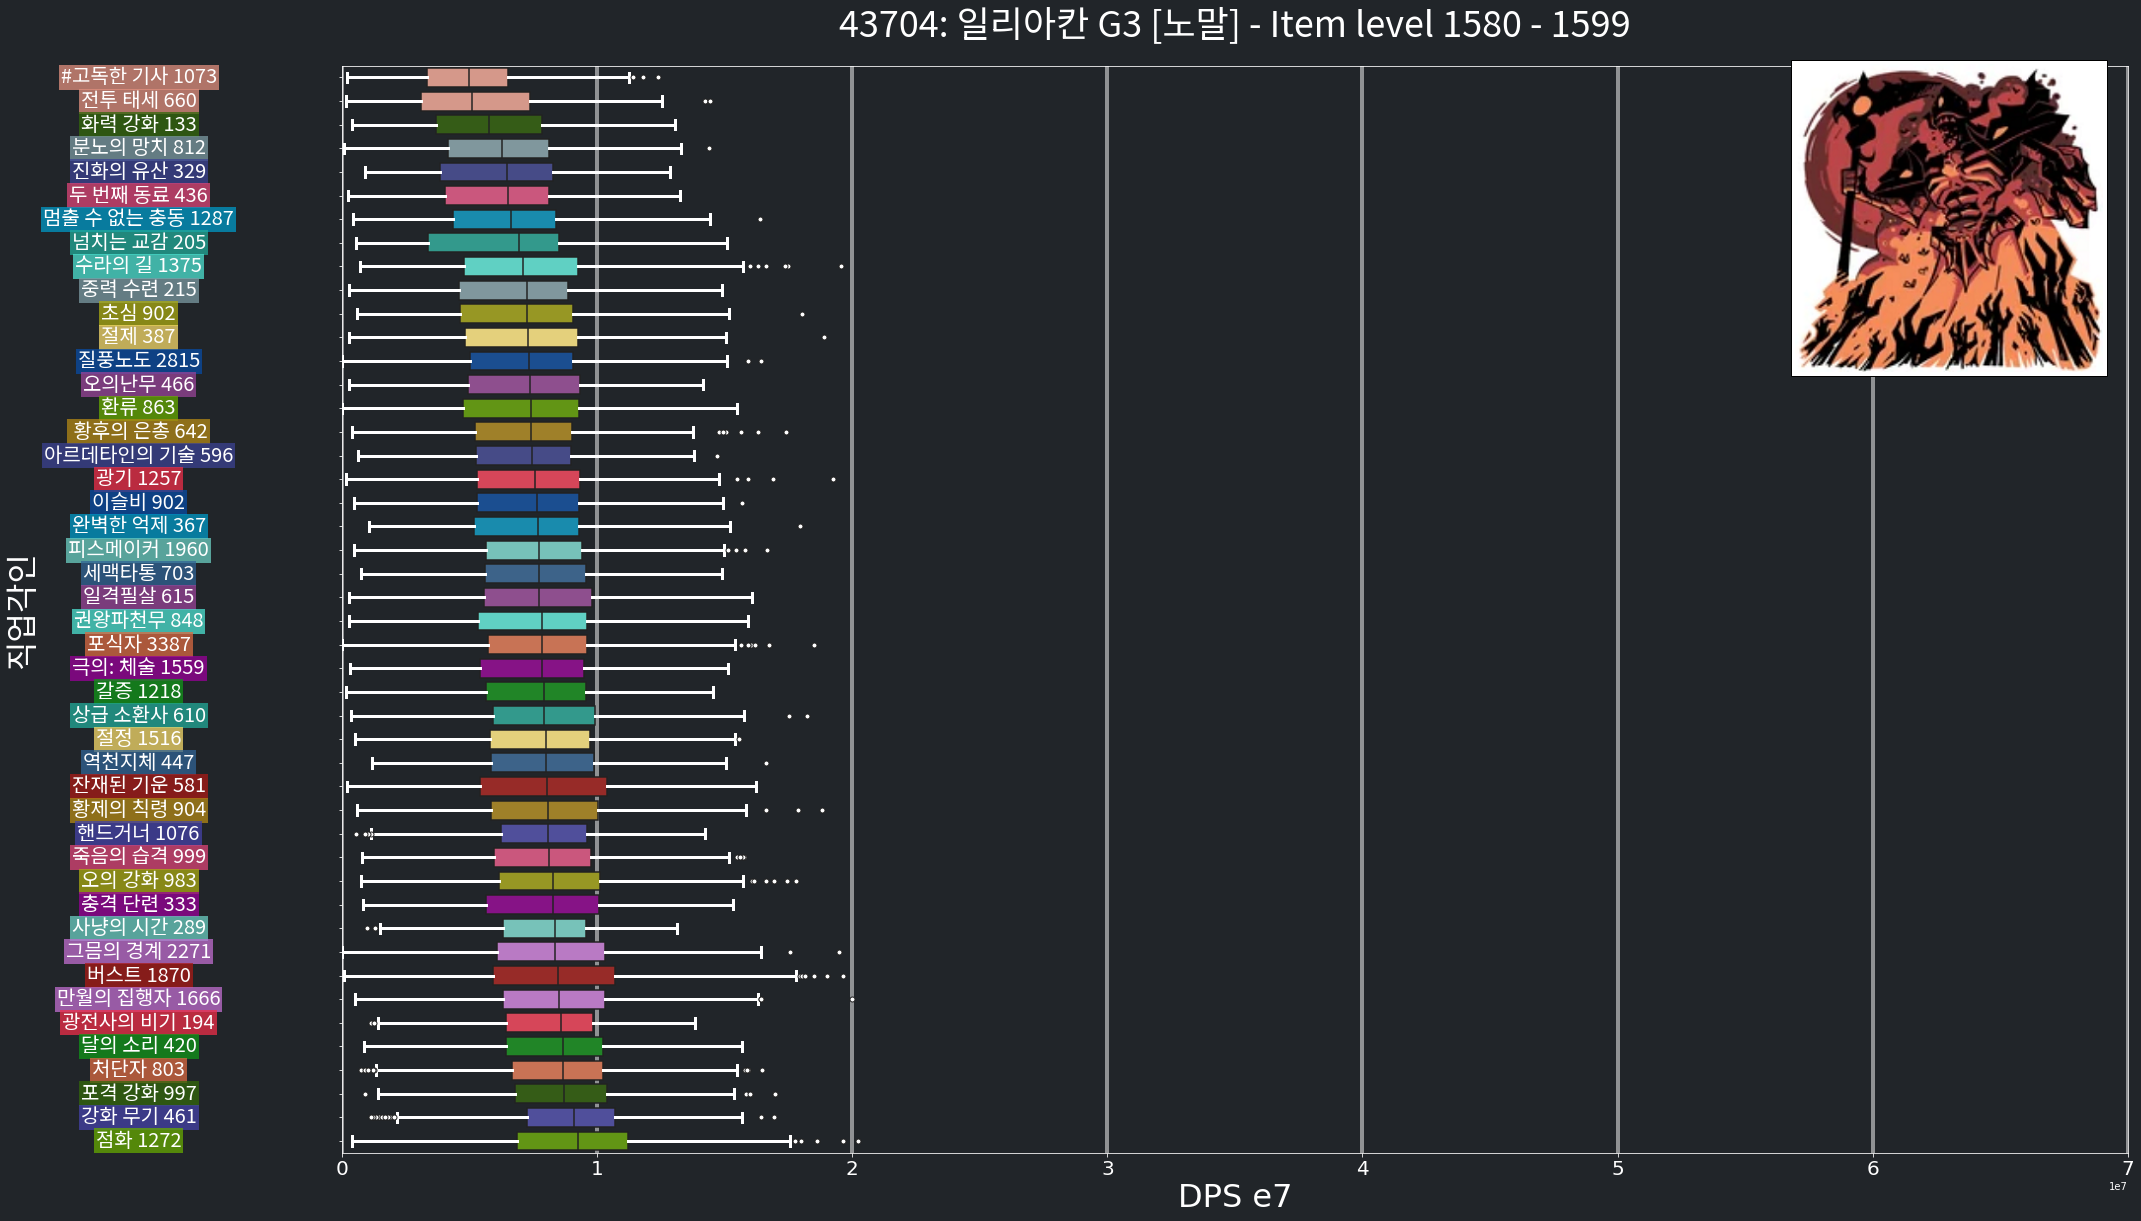 43704: 일리아칸 G3 [노말] - Item level 1580 - 1599
직업각인
#고독한 기사 1073
전투 태세 660
화력 강화 133
분노의 망치 812
진화의 유산 329
두 번째 동료 436
멈출 수 없는 충동 1287
넘치는 교감 205
수라의 길 1375
중력 수련 215
초심 902
절제 387
질풍노도 2815
오의난무 466
환류 863
황후의 은총 642
아르데타인의 기술 596
광기 1257
이슬비 902
완벽한 억제 367
피스메이커 1960
세맥타통 703
일격필살 615
권왕파천무 848
포식자 3387
극의: 체술 1559
갈증 1218
상급 소환사 610
절정 1516
역천지체 447
잔재된 기운 581
황제의 칙령 904
핸드거너 1076
죽음의 습격 999
오의 강화 983
충격 단련 333
사냥의 시간 289
그믐의 경계 2271
버스트 1870
만월의 집행자 1666
광전사의 비기 194
달의 소리 420
처단자 803
포격 강화 997
강화 무기 461
점화 1272
0 1 2 3 4 5 6 7
1e7
DPS e7